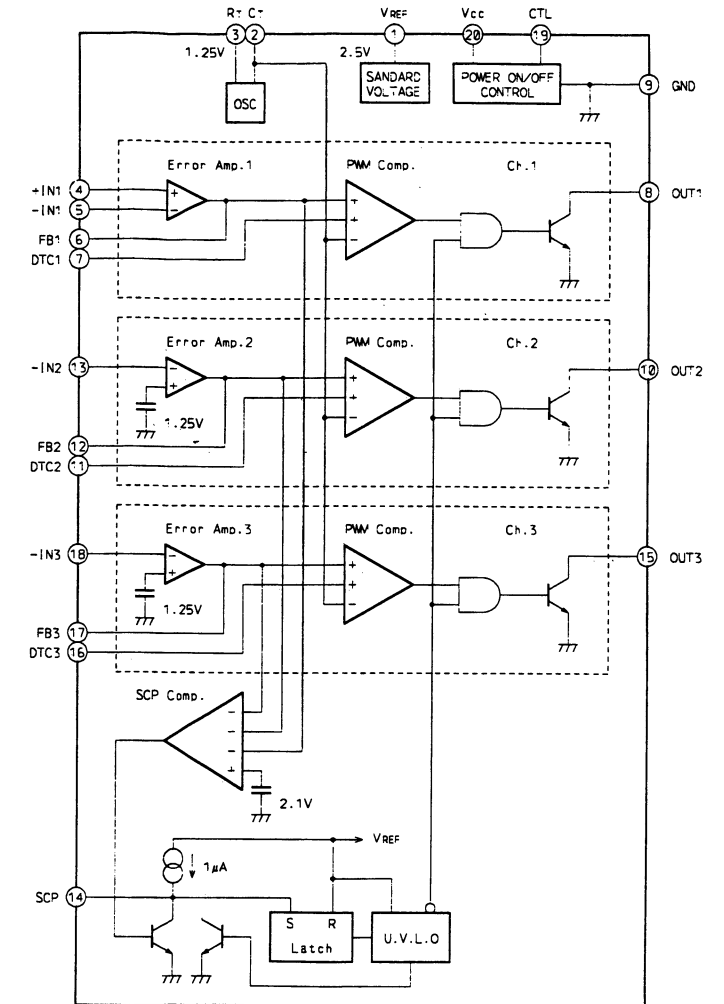 RT CT VREF VCC CTL
3 2 1 20 19
1.25V 2.5V
OSC
SANDARD
VOLTAGE
POWER ON/OFF
CONTROL
9 GND
Error Amp.1 PWM Comp. Ch.1
+IN1 4
-IN1 5
FB1 6
DTC1 7
+ - + + -
8 OUT1
Error Amp.2 PWM Comp. Ch.2
-IN2 13
- + + + -
1.25V
FB2 12
DTC2 11
10 OUT2
Error Amp.3 PWM Comp. Ch.3
-IN3 18
- + + + -
1.25V
FB3 17
DTC3 16
15 OUT3
SCP Comp.
- - - +
2.1V
VREF
1μA
SCP 14
S R
Latch
U.V.L.O